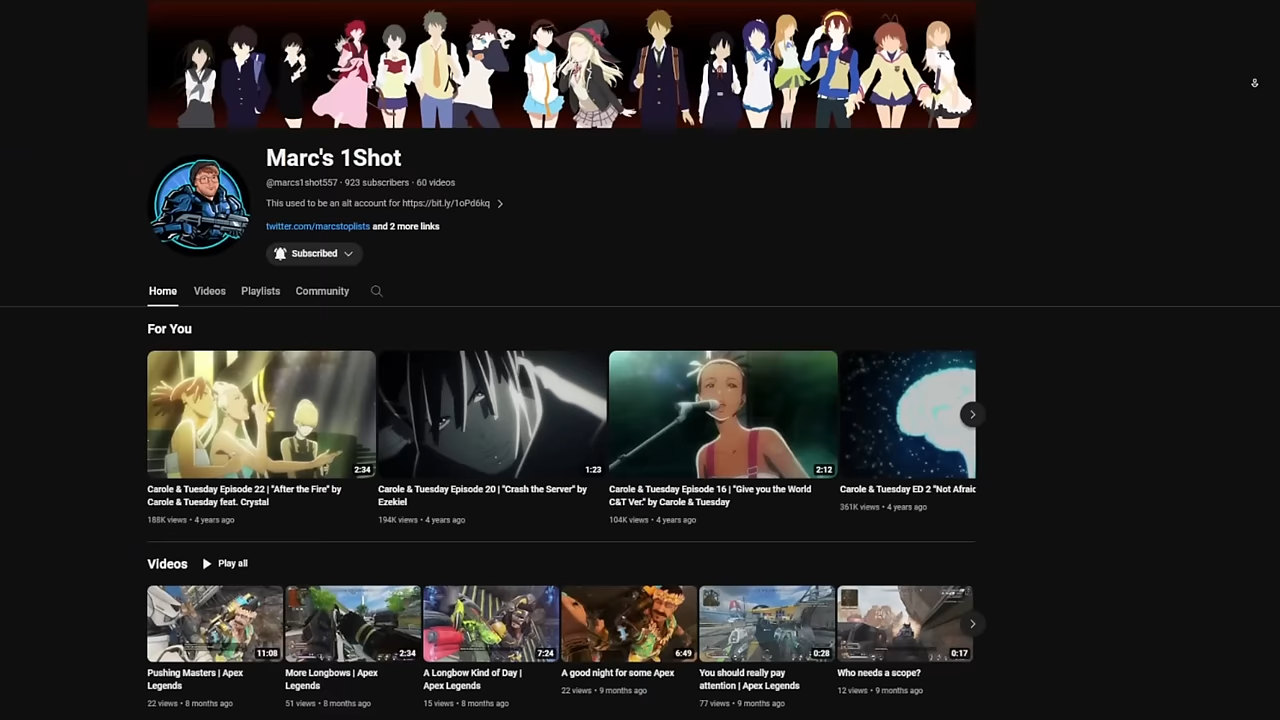 Marc's 1Shot
@marcs1shot557 · 923 subscribers · 60 videos
This used to be an alt account for https://bit.ly/1oPd6kq
twitter.com/marcstoplists and 2 more links
Subscribed
Home Videos Playlists Community
For You
2:34 1:23 2:12
Carole & Tuesday Episode 22 | "After the Fire" by
Carole & Tuesday feat. Crystal
188K views • 4 years ago
Carole & Tuesday Episode 20 | "Crash the Server" by
Ezekiel
194K views • 4 years ago
Carole & Tuesday Episode 16 | "Give you the World
C&T Ver." by Carole & Tuesday
104K views • 4 years ago
Carole & Tuesday ED 2 "Not Afraid
361K views • 4 years ago
Videos Play all
11:08 2:34 7:24 6:49 0:28 0:17
Pushing Masters | Apex
Legends
22 views • 8 months ago
More Longbows | Apex
Legends
51 views • 8 months ago
A Longbow Kind of Day |
Apex Legends
15 views • 8 months ago
A good night for some Apex
22 views • 9 months ago
You should really pay
attention | Apex Legends
77 views • 9 months ago
Who needs a scope?
12 views • 9 months ago